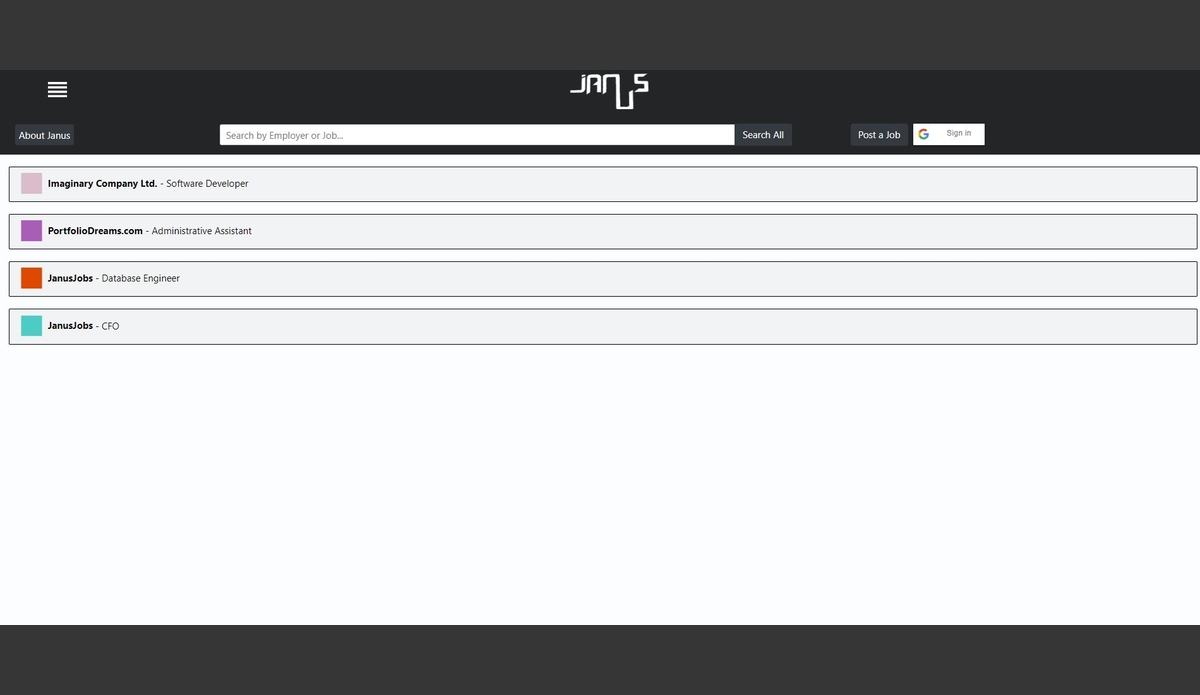 JANUS
About Janus
Search by Employer or Job...
Search All
Post a Job
Sign in
Imaginary Company Ltd. - Software Developer
PortfolioDreams.com - Administrative Assistant
JanusJobs - Database Engineer
JanusJobs - CFO